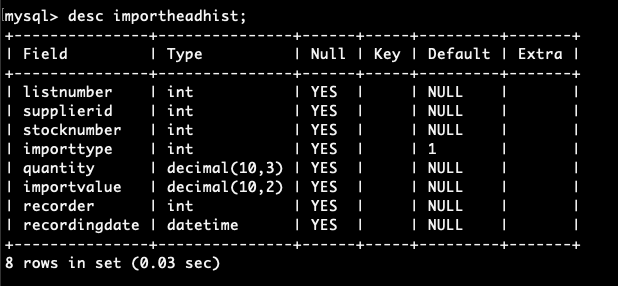 mysql> desc importheadhist;
+---------------+---------------+------+-----+---------+-------+
| Field         | Type          | Null | Key | Default | Extra |
+---------------+---------------+------+-----+---------+-------+
| listnumber    | int           | YES  |     | NULL    |       |
| supplierid    | int           | YES  |     | NULL    |       |
| stocknumber   | int           | YES  |     | NULL    |       |
| importtype    | int           | YES  |     | 1       |       |
| quantity      | decimal(10,3) | YES  |     | NULL    |       |
| importvalue   | decimal(10,2) | YES  |     | NULL    |       |
| recorder      | int           | YES  |     | NULL    |       |
| recordingdate | datetime      | YES  |     | NULL    |       |
+---------------+---------------+------+-----+---------+-------+
8 rows in set (0.03 sec)